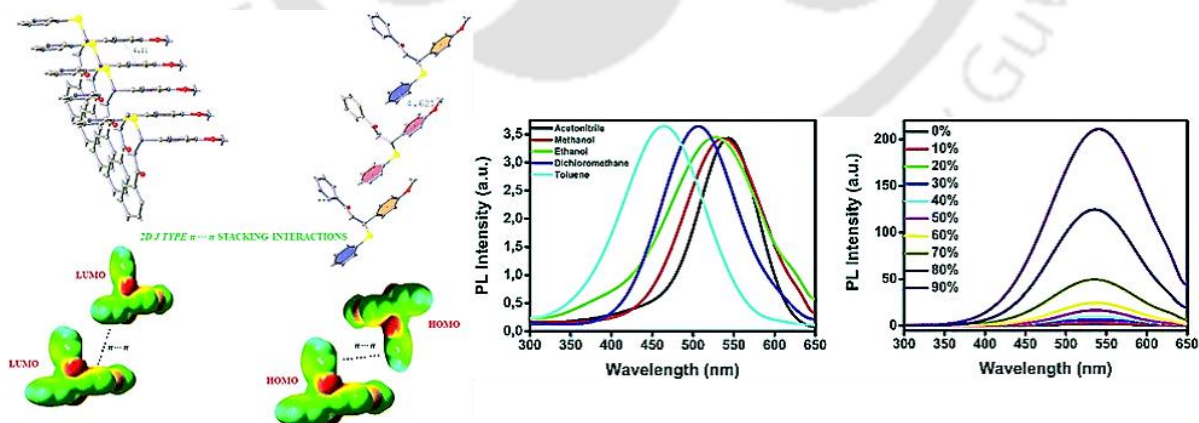 4.621
2D J TYPE π···π STACKING INTERACTIONS
LUMO
LUMO
π···π
HOMO
HOMO
π···π
PL Intensity (a.u.)
3,5
3,0
2,5
2,0
1,5
1,0
0,5
0,0
Acetonitrile
Methanol
Ethanol
Dichloromethane
Toluene
300 350 400 450 500 550 600 650
Wavelength (nm)
PL Intensity (a.u.)
200
150
100
50
0
0%
10%
20%
30%
40%
50%
60%
70%
80%
90%
300 350 400 450 500 550 600 650
Wavelength (nm)